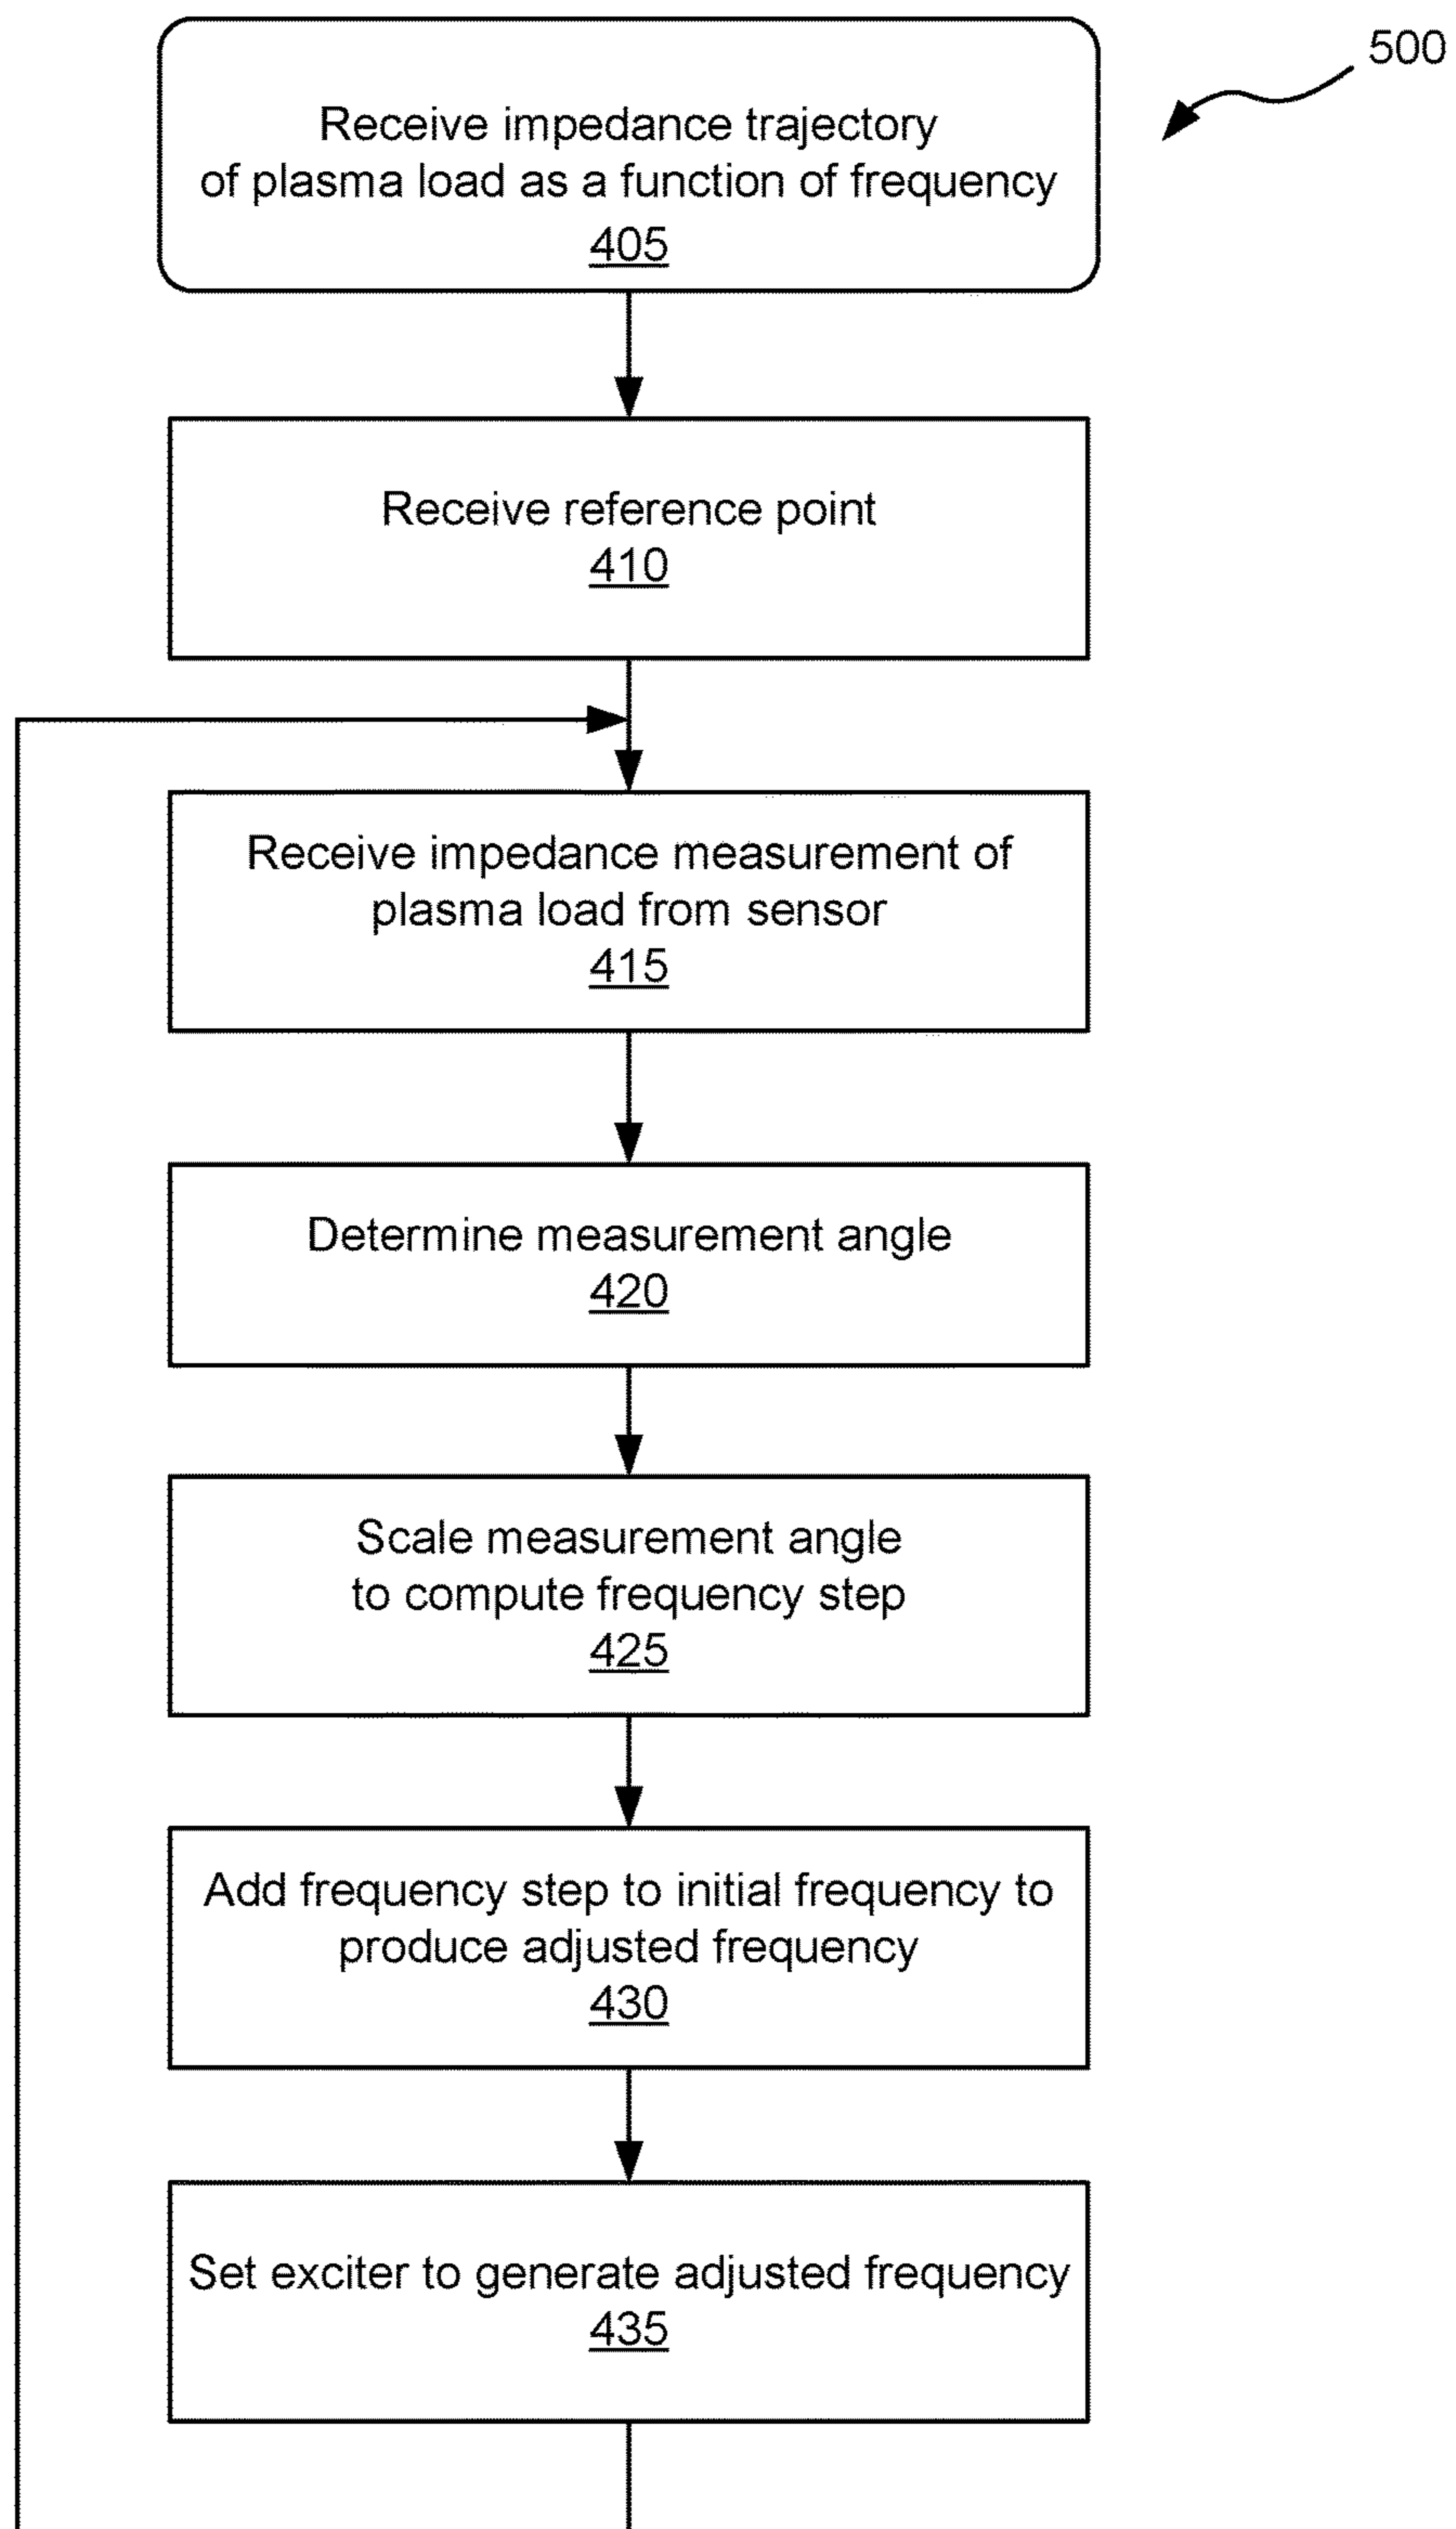 500
Receive impedance trajectory
of plasma load as a function of frequency
405
Receive reference point
410
Receive impedance measurement of
plasma load from sensor
415
Determine measurement angle
420
Scale measurement angle
to compute frequency step
425
Add frequency step to initial frequency to
produce adjusted frequency
430
Set exciter to generate adjusted frequency
435